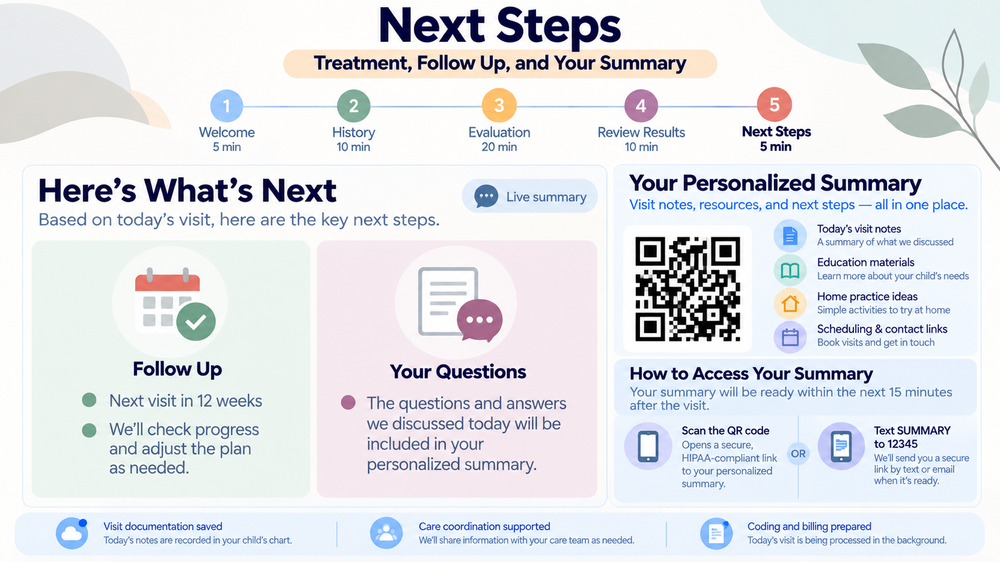 Next Steps
Treatment, Follow Up, and Your Summary
1
2
3
4
5
Welcome
5 min
History
10 min
Evaluation
20 min
Review Results
10 min
Next Steps
5 min
Here's What's Next
Live summary
Based on today's visit, here are the key next steps.
Follow Up
Next visit in 12 weeks
We'll check progress
and adjust the plan
as needed.
Your Questions
The questions and answers
we discussed today will be
included in your
personalized summary.
Your Personalized Summary
Visit notes, resources, and next steps — all in one place.
Today's visit notes
A summary of what we discussed
Education materials
Learn more about your child's needs
Home practice ideas
Simple activities to try at home
Scheduling & contact links
Book visits and get in touch
How to Access Your Summary
Your summary will be ready within the next 15 minutes
after the visit.
Scan the QR code
Opens a secure,
HIPAA-compliant link
to your personalized
summary.
OR
Text SUMMARY
to 12345
We'll send you a secure
link by text or email
when it's ready.
Visit documentation saved
Today's notes are recorded in your child's chart.
Care coordination supported
We'll share information with your care team as needed.
Coding and billing prepared
Today's visit is being processed in the background.